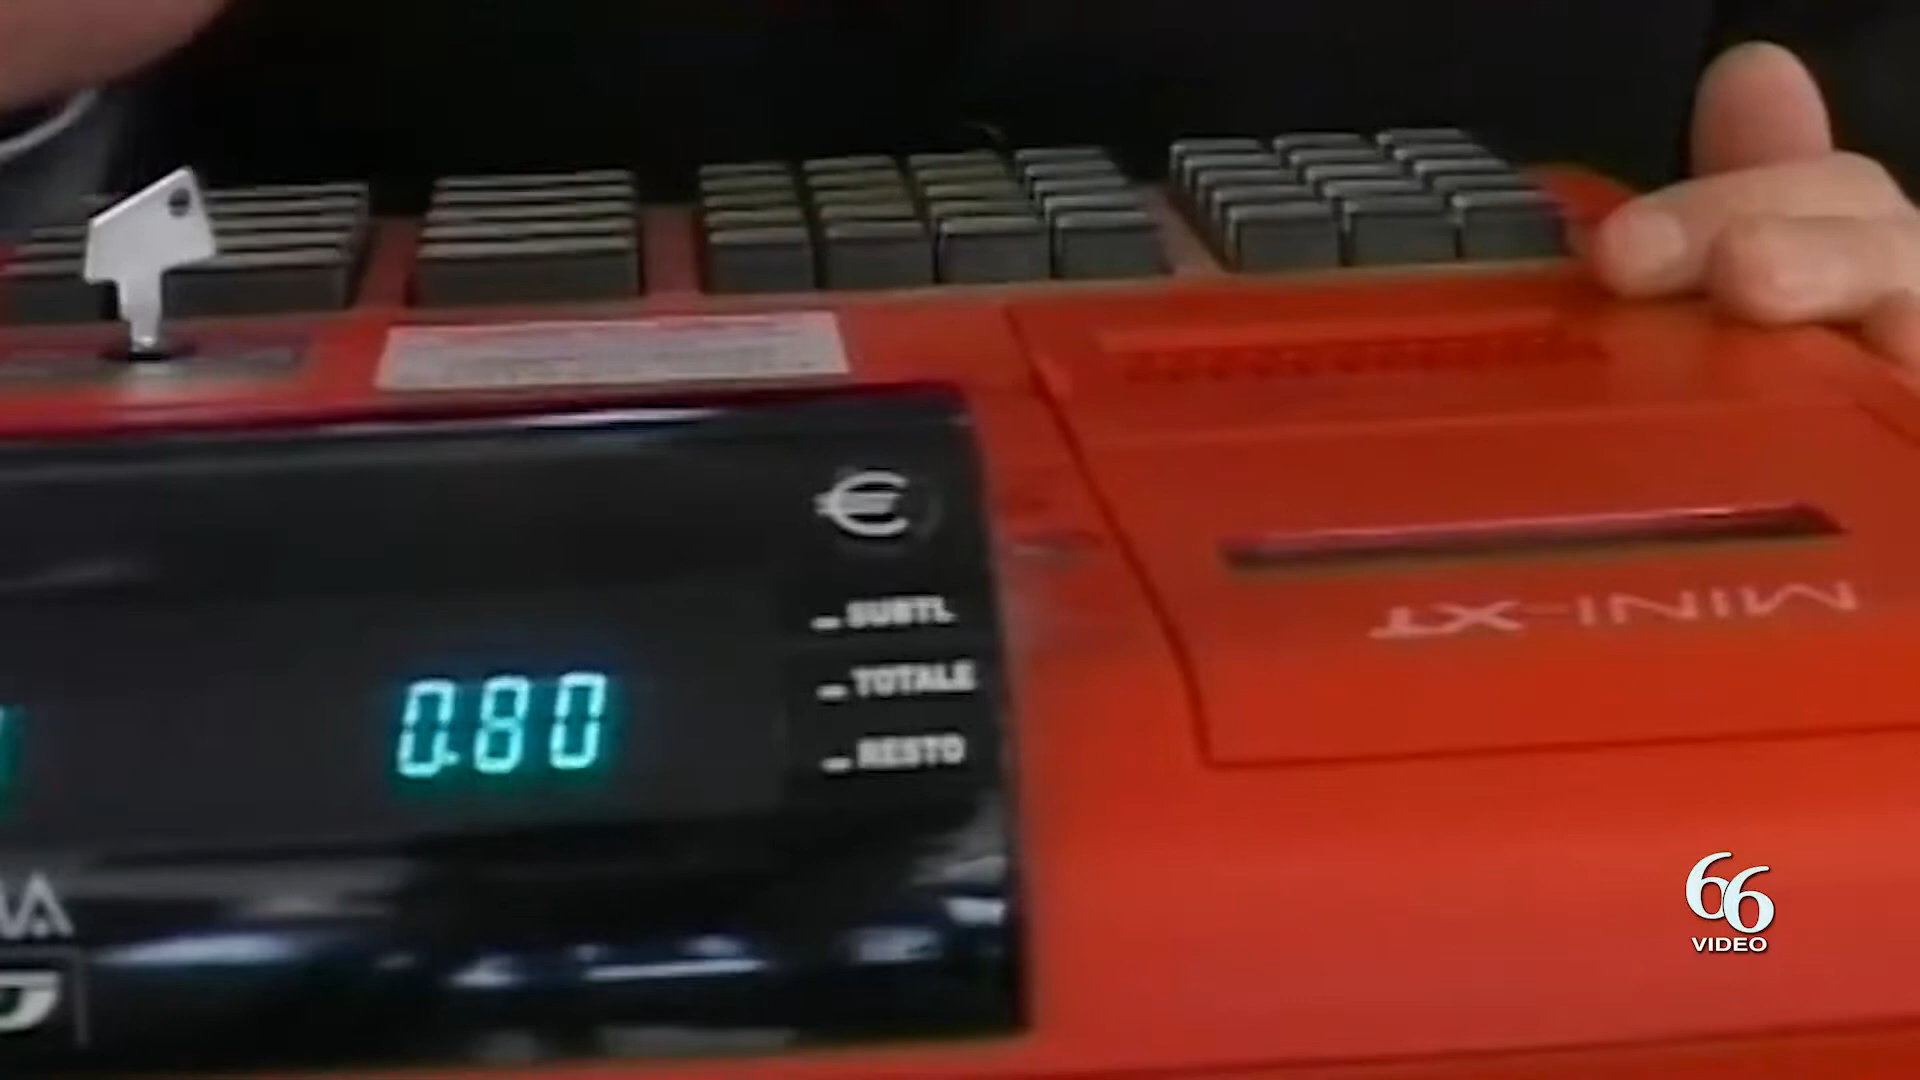 €
SUBTL
0.80
TOTALE
RESTO
MINI-XT
66
VIDEO